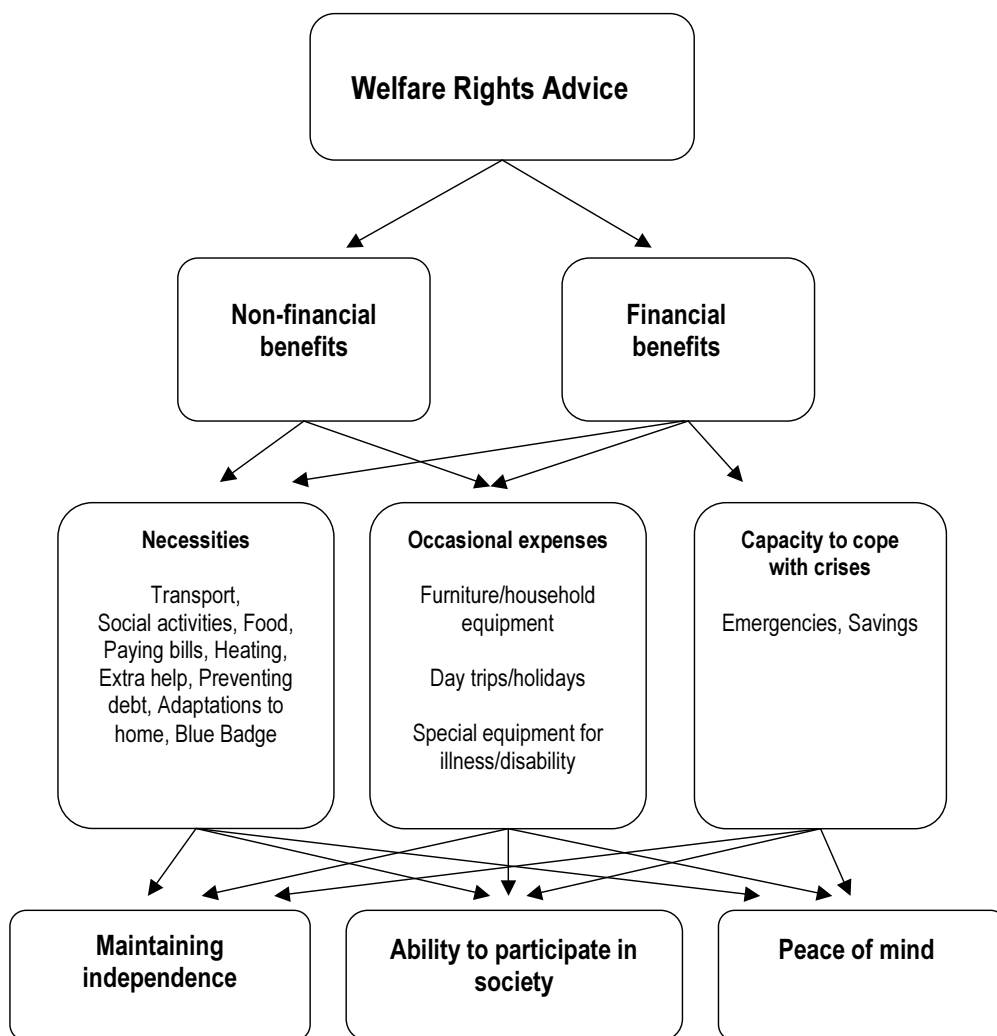 Welfare Rights Advice
Non-financial
benefits
Financial
benefits
Necessities
Transport,
Social activities, Food,
Paying bills, Heating,
Extra help, Preventing
debt, Adaptations to
home, Blue Badge
Occasional expenses
Furniture/household
equipment
Day trips/holidays
Special equipment for
illness/disability
Capacity to cope
with crises
Emergencies, Savings
Maintaining
independence
Ability to participate in
society
Peace of mind